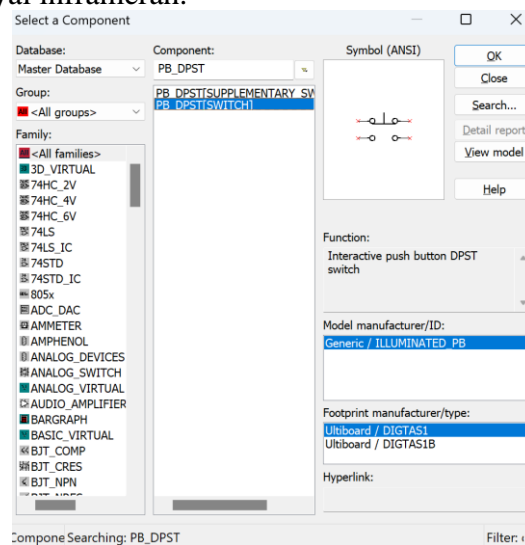 Select a Component
Database:
Master Database
Group:
<All groups>
Family:
<All families>
3D_VIRTUAL
74HC_2V
74HC_4V
74HC_6V
74LS
74LS_IC
74STD
74STD_IC
805x
ADC_DAC
AMMETER
AMPHENOL
ANALOG_DEVICES
ANALOG_SWITCH
ANALOG_VIRTUAL
AUDIO_AMPLIFIER
BARGRAPH
BASIC_VIRTUAL
BJT_COMP
BJT_CRES
BJT_NPN
Component:
PB_DPST
PB_DPST[SUPPLEMENTARY_SW
PB_DPST[SWITCH]
Symbol (ANSI)
OK
Close
Search...
Detail report
View model
Help
Function:
Interactive push button DPST
switch
Model manufacturer/ID:
Generic / ILLUMINATED_PB
Footprint manufacturer/type:
Ultiboard / DIGTAS1
Ultiboard / DIGTAS1B
Hyperlink:
Compone Searching: PB_DPST
Filter: